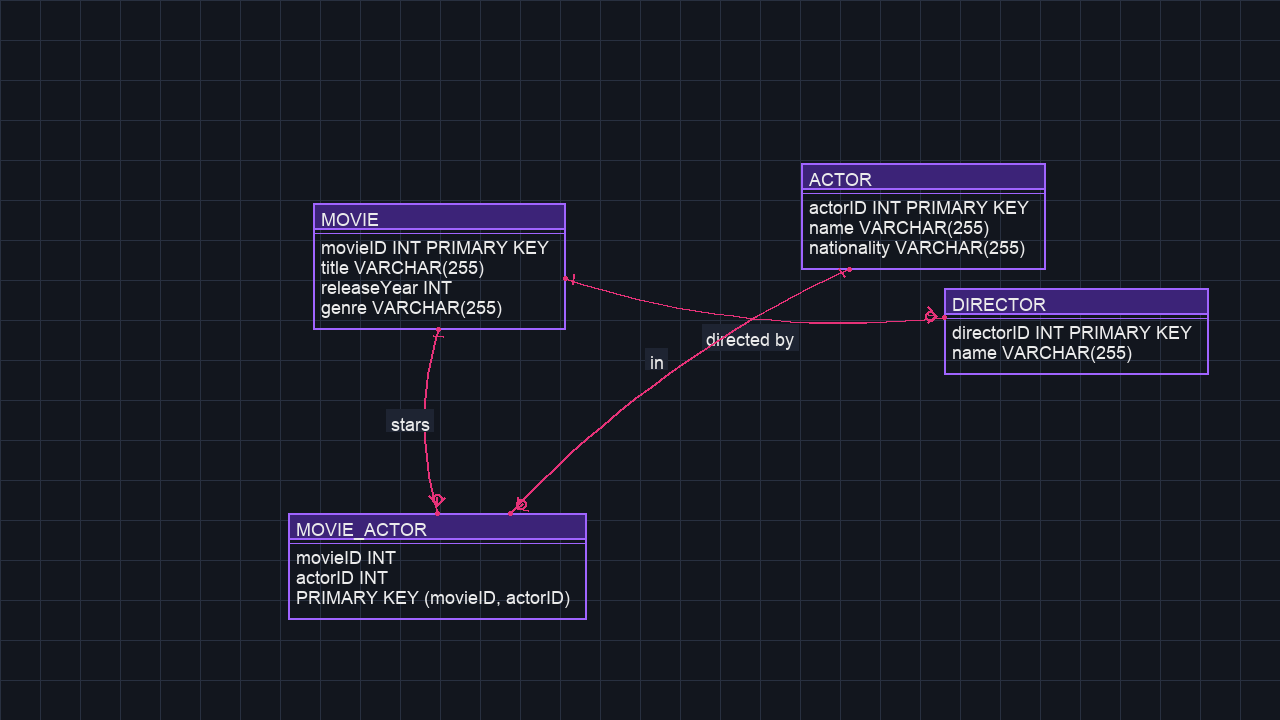 ACTOR
actorID INT PRIMARY KEY
name VARCHAR(255)
nationality VARCHAR(255)
MOVIE
movieID INT PRIMARY KEY
title VARCHAR(255)
releaseYear INT
genre VARCHAR(255)
DIRECTOR
directorID INT PRIMARY KEY
name VARCHAR(255)
directed by
in
stars
MOVIE_ACTOR
movieID INT
actorID INT
PRIMARY KEY (movieID, actorID)